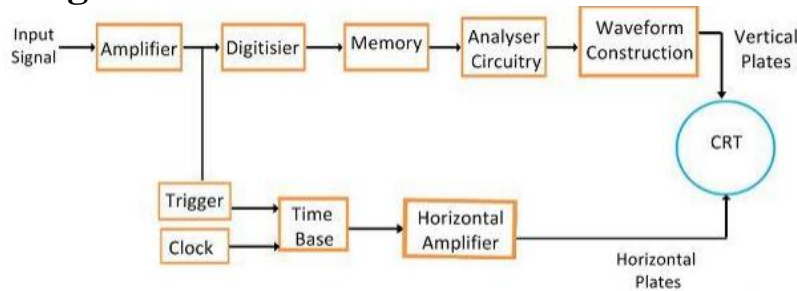 Input
Signal
Amplifier
Digitisier
Memory
Analyser
Circuitry
Waveform
Construction
Vertical
Plates
CRT
Trigger
Clock
Time
Base
Horizontal
Amplifier
Horizontal
Plates